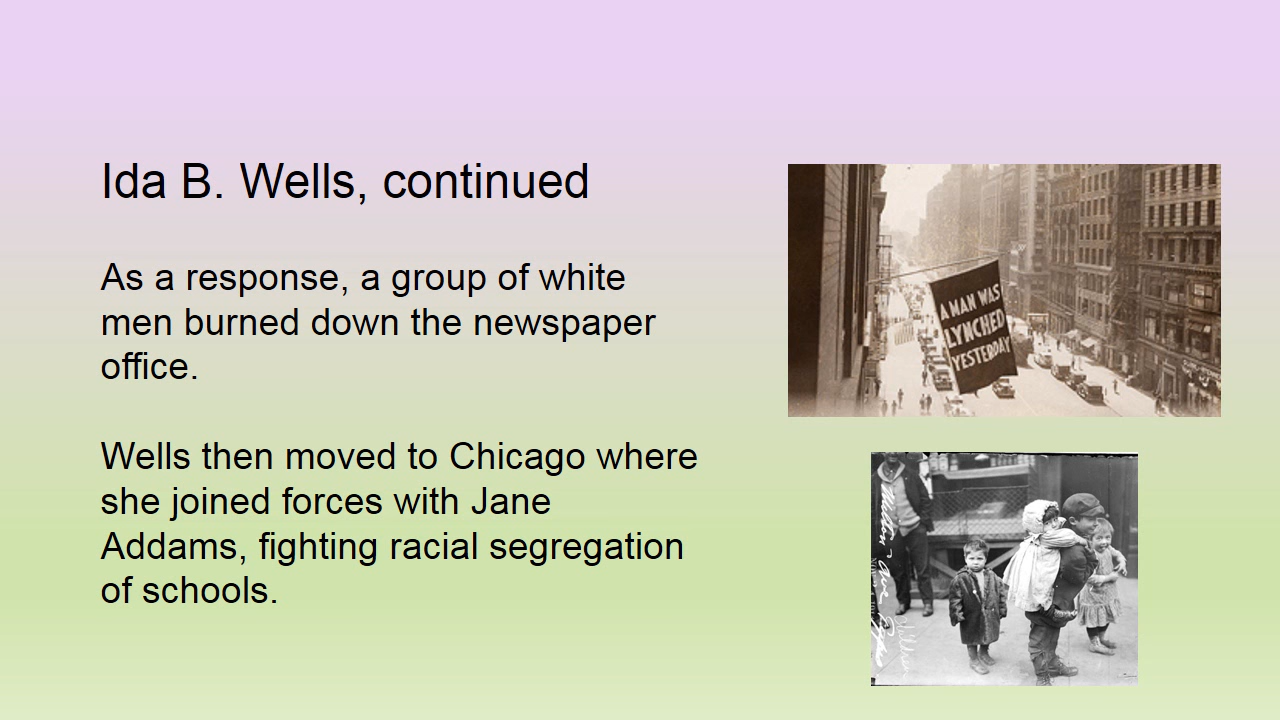 Ida B. Wells, continued
As a response, a group of white
men burned down the newspaper
office.
Wells then moved to Chicago where
she joined forces with Jane
Addams, fighting racial segregation
of schools.
A MAN WAS
LYNCHED
YESTERDAY